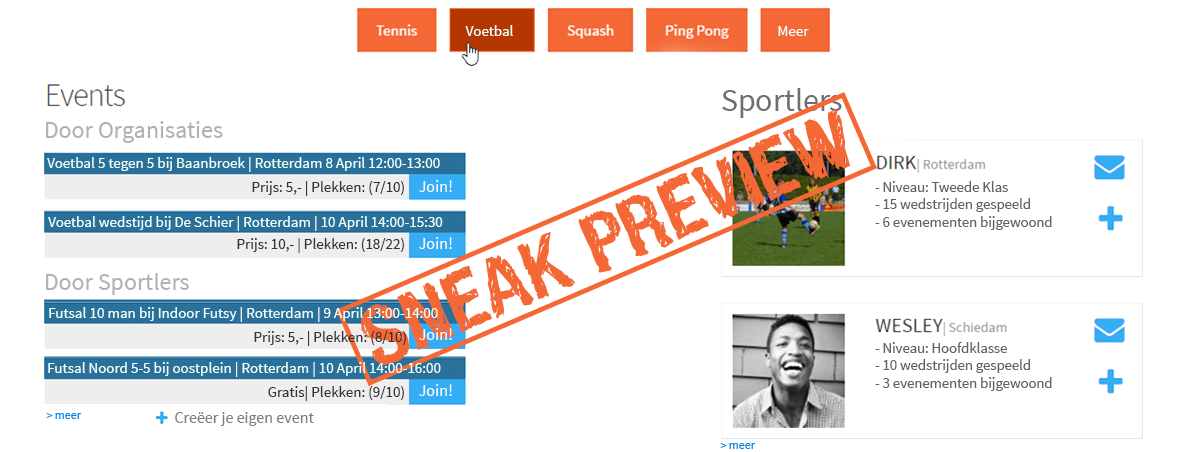 Tennis
Voetbal
Squash
Ping Pong
Meer
Events
Door Organisaties
Voetbal 5 tegen 5 bij Baanbroek | Rotterdam 8 April 12:00-13:00
Prijs: 5,- | Plekken: (7/10) Join!
Voetbal wedstijd bij De Schier | Rotterdam | 10 April 14:00-15:30
Prijs: 10,- | Plekken: (18/22) Join!
Door Sportlers
Futsal 10 man bij Indoor Futsy | Rotterdam | 9 April 13:00-14:00
Prijs: 5,- | Plekken: (8/10) Join!
Futsal Noord 5-5 bij oostplein | Rotterdam | 10 April 14:00-16:00
Gratis| Plekken: (9/10) Join!
> meer
+ Creëer je eigen event
SNEAK PREVIEW
Sportlers
DIRK| Rotterdam
- Niveau: Tweede Klas
- 15 wedstrijden gespeeld
- 6 evenementen bijgewoond
WESLEY| Schiedam
- Niveau: Hoofdklasse
- 10 wedstrijden gespeeld
- 3 evenementen bijgewoond
> meer